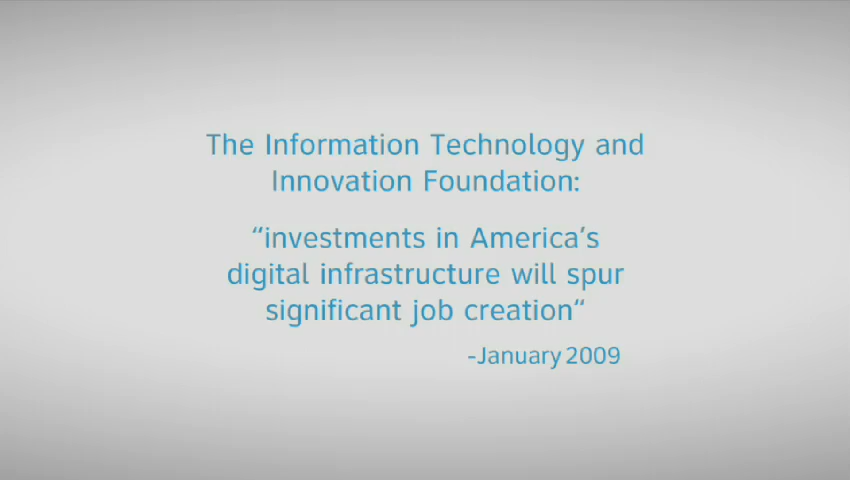 The Information Technology and
Innovation Foundation:
“investments in America’s
digital infrastructure will spur
significant job creation“
-January 2009